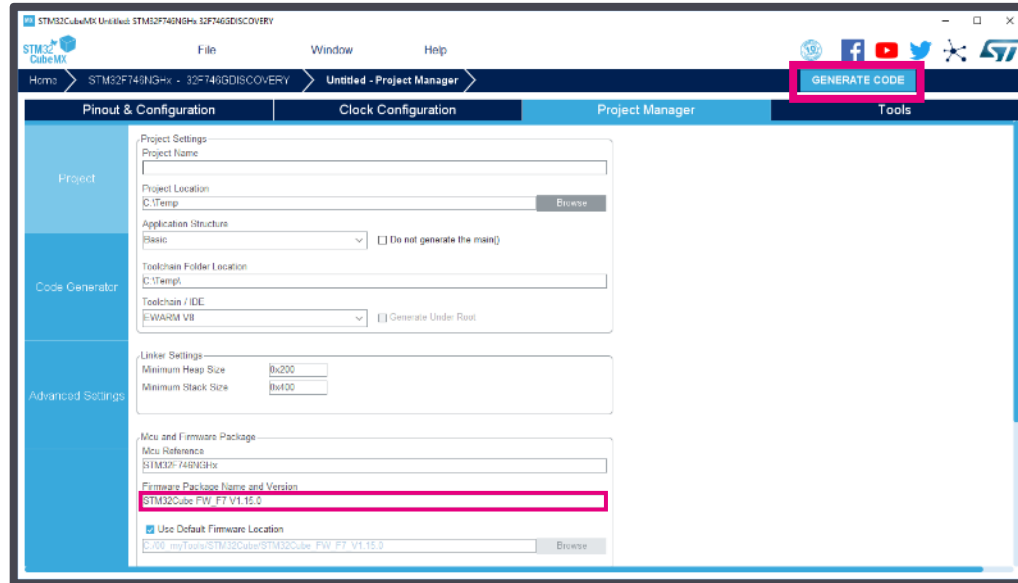 MX STM32CubeMX Untitled: STM32F746NGHx 32F746GDISCOVERY
STM32 CubeMX File Window Help
Home STM32F746NGHx - 32F746GDISCOVERY Untitled - Project Manager GENERATE CODE
Pinout & Configuration Clock Configuration Project Manager Tools
Project
Code Generator
Advanced Settings
Project Settings
Project Name
Project Location
C:\Temp Browse
Application Structure
Basic Do not generate the main()
Toolchain Folder Location
C:\Temp\
Toolchain / IDE
EWARM V8 Generate Under Root
Linker Settings
Minimum Heap Size 0x200
Minimum Stack Size 0x400
Mcu and Firmware Package
Mcu Reference
STM32F746NGHx
Firmware Package Name and Version
STM32Cube FW_F7 V1.15.0
Use Default Firmware Location
C:/00_myTools/STM32Cube/STM32Cube_FW_F7_V1.15.0 Browse